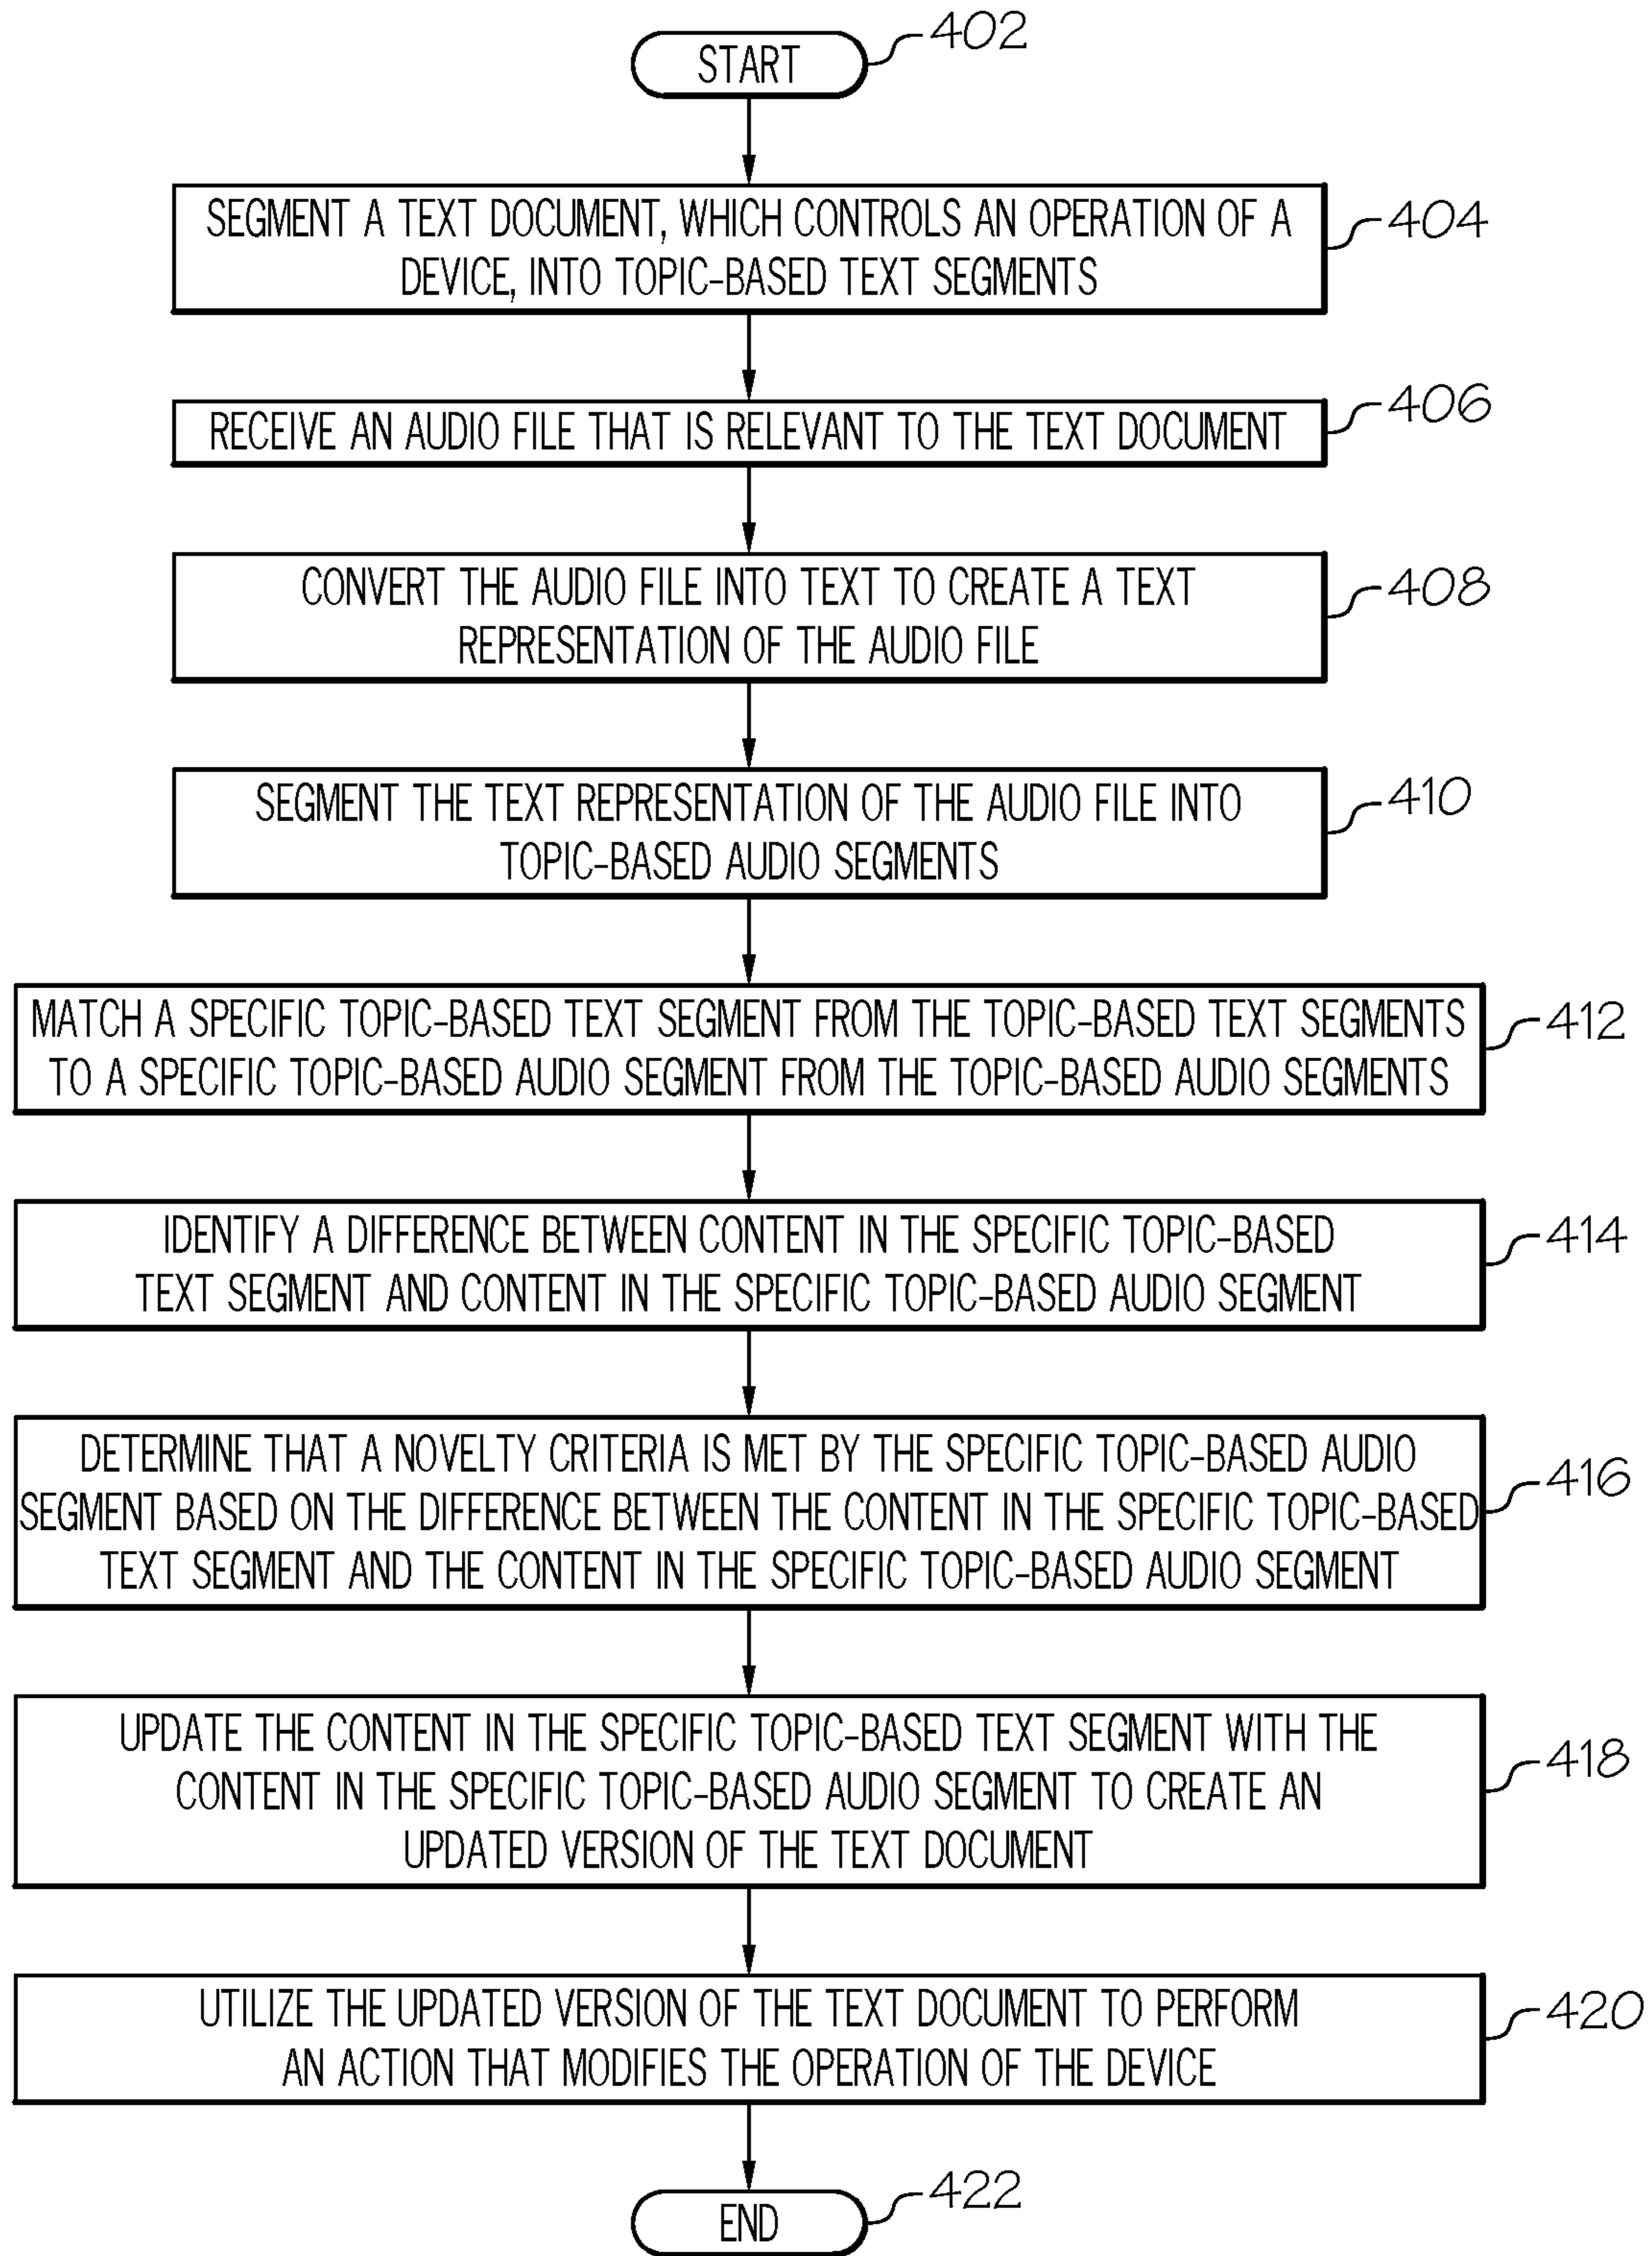 START
402
SEGMENT A TEXT DOCUMENT, WHICH CONTROLS AN OPERATION OF A
DEVICE, INTO TOPIC-BASED TEXT SEGMENTS
404
RECEIVE AN AUDIO FILE THAT IS RELEVANT TO THE TEXT DOCUMENT
406
CONVERT THE AUDIO FILE INTO TEXT TO CREATE A TEXT
REPRESENTATION OF THE AUDIO FILE
408
SEGMENT THE TEXT REPRESENTATION OF THE AUDIO FILE INTO
TOPIC-BASED AUDIO SEGMENTS
410
MATCH A SPECIFIC TOPIC-BASED TEXT SEGMENT FROM THE TOPIC-BASED TEXT SEGMENTS
TO A SPECIFIC TOPIC-BASED AUDIO SEGMENT FROM THE TOPIC-BASED AUDIO SEGMENTS
412
IDENTIFY A DIFFERENCE BETWEEN CONTENT IN THE SPECIFIC TOPIC-BASED
TEXT SEGMENT AND CONTENT IN THE SPECIFIC TOPIC-BASED AUDIO SEGMENT
414
DETERMINE THAT A NOVELTY CRITERIA IS MET BY THE SPECIFIC TOPIC-BASED AUDIO
SEGMENT BASED ON THE DIFFERENCE BETWEEN THE CONTENT IN THE SPECIFIC TOPIC-BASED
TEXT SEGMENT AND THE CONTENT IN THE SPECIFIC TOPIC-BASED AUDIO SEGMENT
416
UPDATE THE CONTENT IN THE SPECIFIC TOPIC-BASED TEXT SEGMENT WITH THE
CONTENT IN THE SPECIFIC TOPIC-BASED AUDIO SEGMENT TO CREATE AN
UPDATED VERSION OF THE TEXT DOCUMENT
418
UTILIZE THE UPDATED VERSION OF THE TEXT DOCUMENT TO PERFORM
AN ACTION THAT MODIFIES THE OPERATION OF THE DEVICE
420
END
422